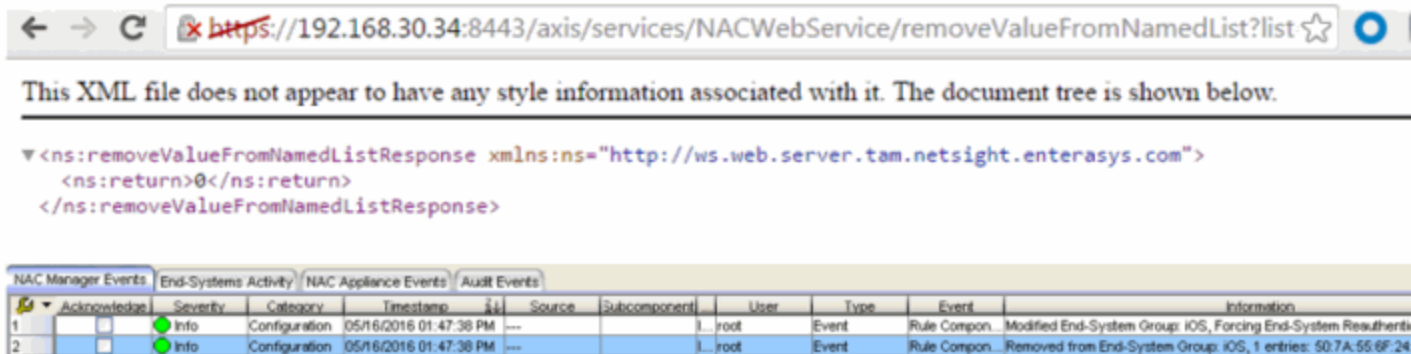 https://192.168.30.34:8443/axis/services/NACWebService/removeValueFromNamedList?list
This XML file does not appear to have any style information associated with it. The document tree is shown below.
▼<ns:removeValueFromNamedListResponse xmlns:ns="http://ws.web.server.tam.netsight.enterasys.com">
<ns:return>0</ns:return>
</ns:removeValueFromNamedListResponse>
NAC Manager Events End-Systems Activity NAC Appliance Events Audit Events
Acknowledge Severity Category Timestamp Source Subcomponent ... User Type Event Information
1 Info Configuration 05/16/2016 01:47:38 PM --- I... root Event Rule Compon... Modified End-System Group: iOS, Forcing End-System Reauthenti
2 Info Configuration 05/16/2016 01:47:38 PM --- I... root Event Rule Compon... Removed from End-System Group: iOS, 1 entries: 50:7A:55:6F:24